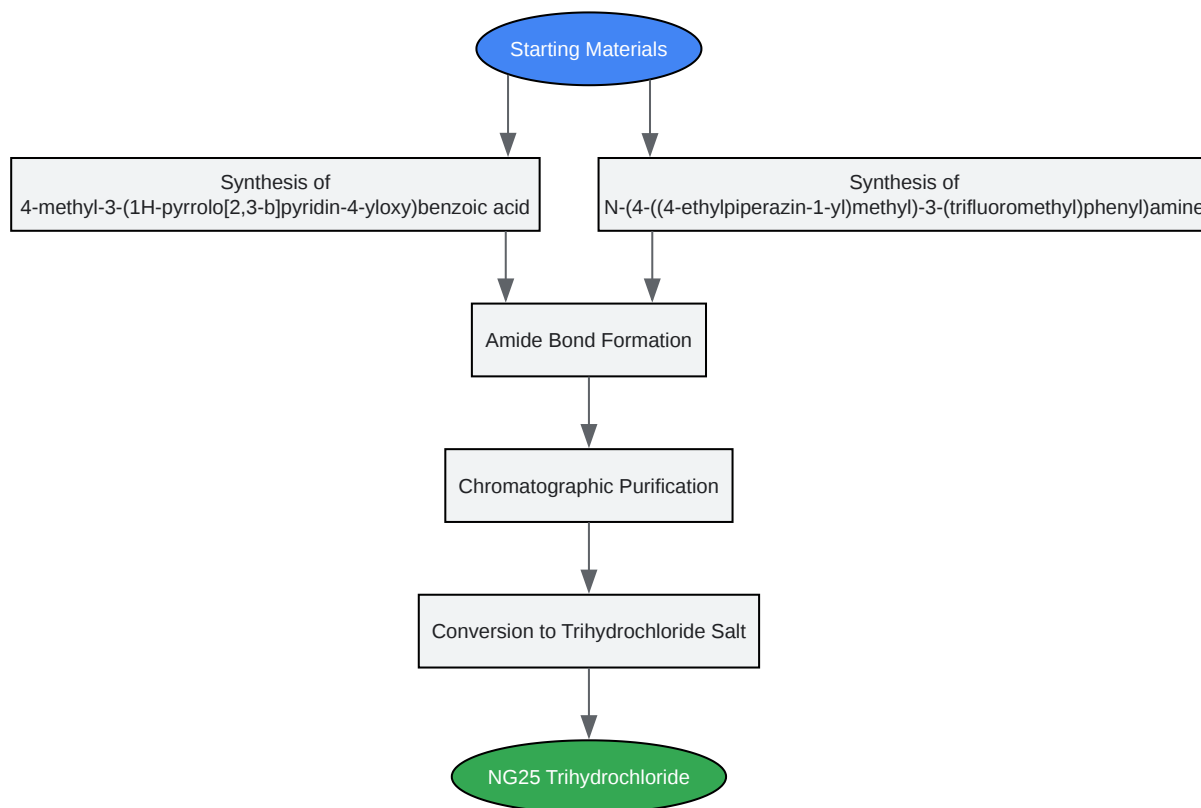 Starting Materials
Synthesis of
4-methyl-3-(1H-pyrrolo[2,3-b]pyridin-4-yloxy)benzoic acid
Synthesis of
N-(4-((4-ethylpiperazin-1-yl)methyl)-3-(trifluoromethyl)phenyl)amine
Amide Bond Formation
Chromatographic Purification
Conversion to Trihydrochloride Salt
NG25 Trihydrochloride